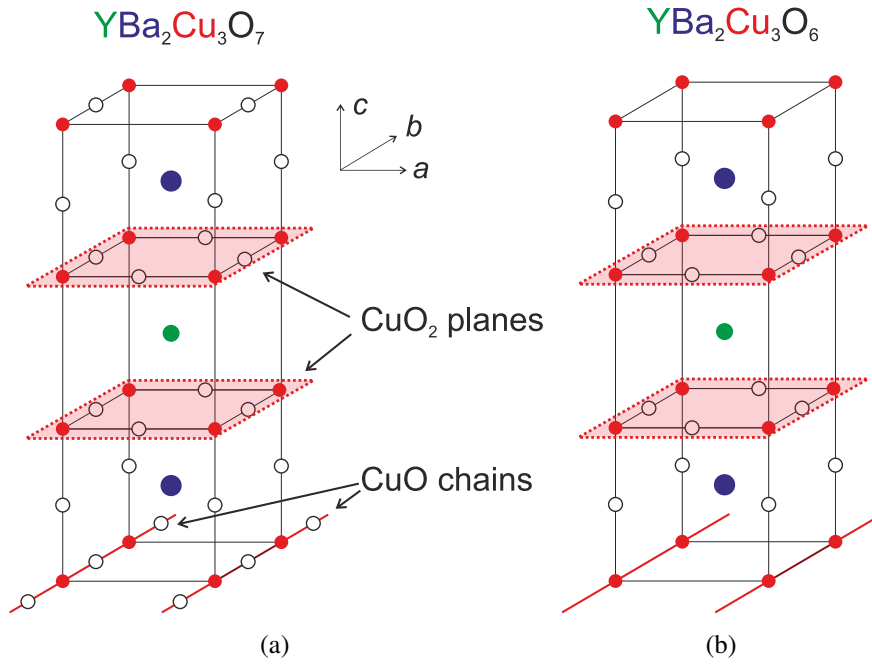 YBa₂Cu₃O₇
YBa₂Cu₃O₆
c
b
a
CuO₂ planes
CuO chains
(a)
(b)